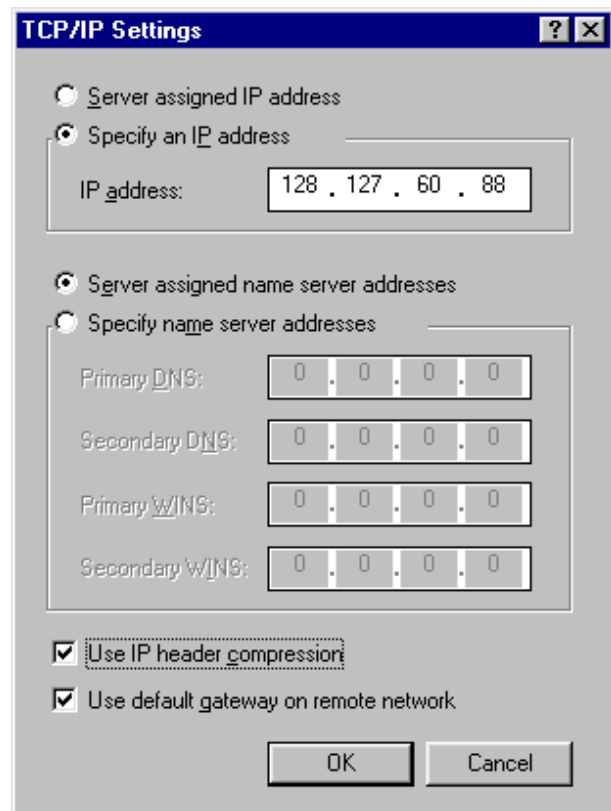 TCP/IP Settings ? ×
Server assigned IP address
Specify an IP address
IP address: 128 . 127 . 60 . 88
Server assigned name server addresses
Specify name server addresses
Primary DNS: 0 . 0 . 0 . 0
Secondary DNS: 0 . 0 . 0 . 0
Primary WINS: 0 . 0 . 0 . 0
Secondary WINS: 0 . 0 . 0 . 0
Use IP header compression
Use default gateway on remote network
OK Cancel